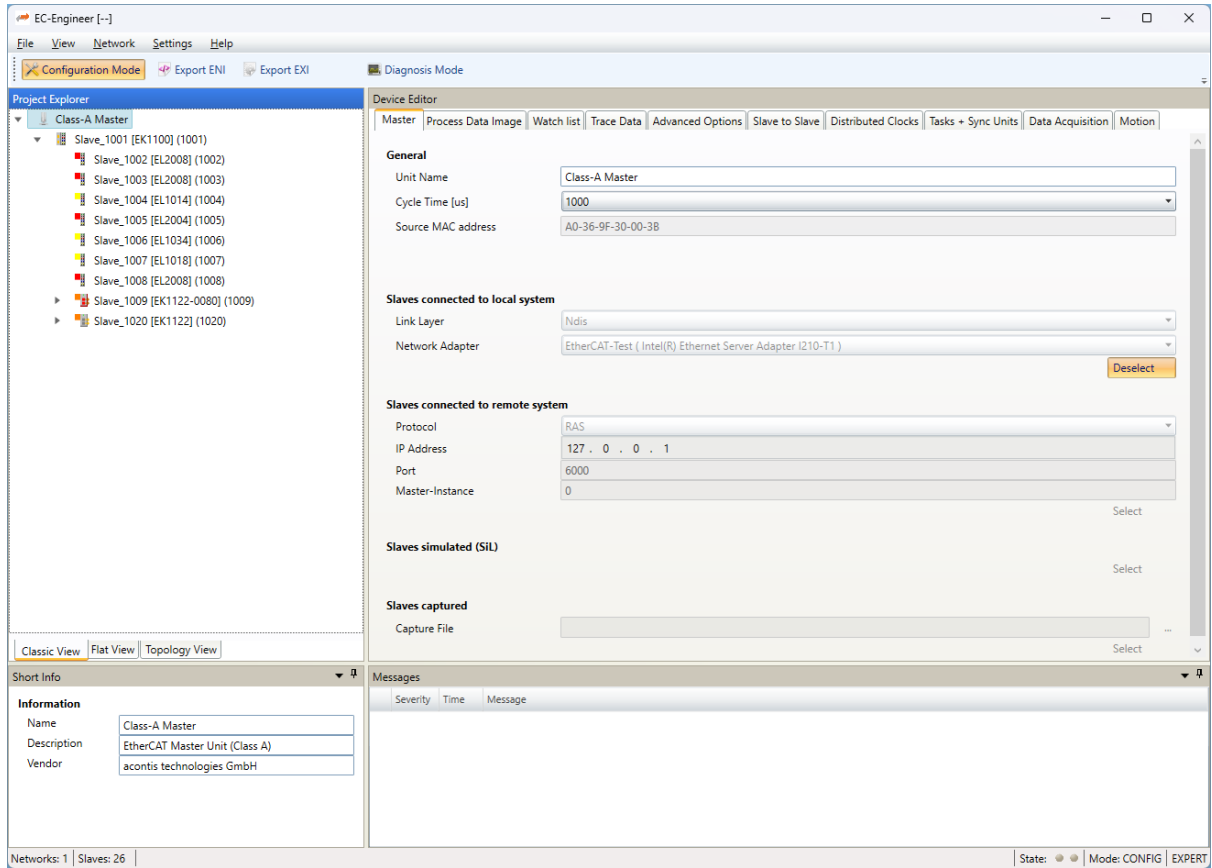 EC-Engineer [--]
File View Network Settings Help
Configuration Mode Export ENI Export EXI Diagnosis Mode
Project Explorer
Class-A Master
Slave_1001 [EK1100] (1001)
Slave_1002 [EL2008] (1002)
Slave_1003 [EL2008] (1003)
Slave_1004 [EL1014] (1004)
Slave_1005 [EL2004] (1005)
Slave_1006 [EL1034] (1006)
Slave_1007 [EL1018] (1007)
Slave_1008 [EL2008] (1008)
Slave_1009 [EK1122-0080] (1009)
Slave_1020 [EK1122] (1020)
Classic View Flat View Topology View
Device Editor
Master Process Data Image Watch list Trace Data Advanced Options Slave to Slave Distributed Clocks Tasks + Sync Units Data Acquisition Motion
General
Unit Name Class-A Master
Cycle Time [us] 1000
Source MAC address A0-36-9F-30-00-3B
Slaves connected to local system
Link Layer Ndis
Network Adapter EtherCAT-Test ( Intel(R) Ethernet Server Adapter I210-T1 )
Deselect
Slaves connected to remote system
Protocol RAS
IP Address 127 . 0 . 0 . 1
Port 6000
Master-Instance 0
Select
Slaves simulated (SiL)
Select
Slaves captured
Capture File ...
Select
Short Info
Information
Name Class-A Master
Description EtherCAT Master Unit (Class A)
Vendor acontis technologies GmbH
Messages
Severity Time Message
Networks: 1 Slaves: 26 State: Mode: CONFIG EXPERT